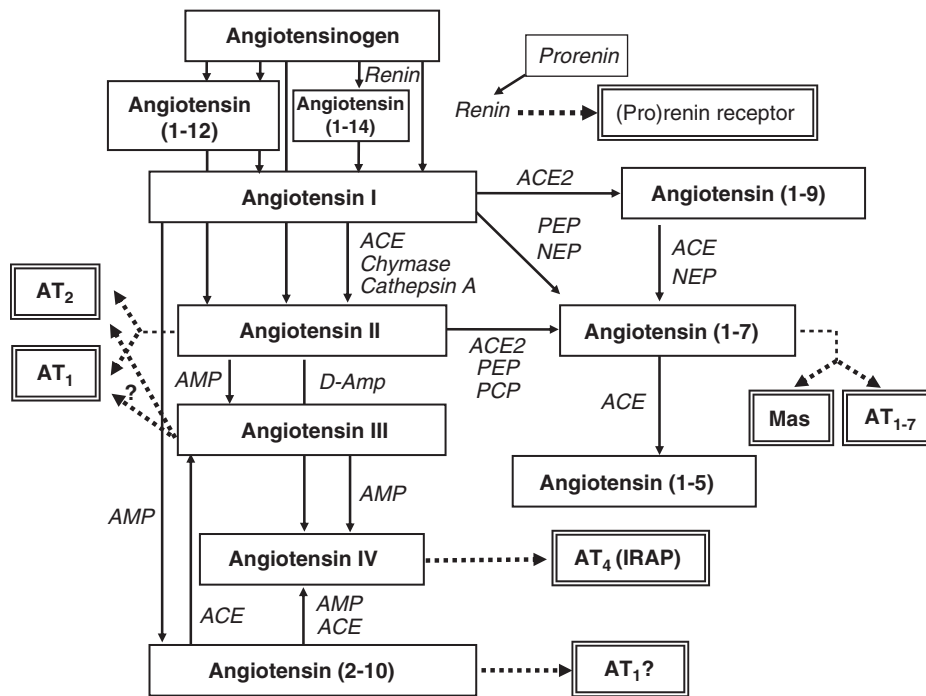 Angiotensinogen
Renin
Prorenin
Angiotensin
(1-12)
Angiotensin
(1-14)
Renin
(Pro)renin receptor
Angiotensin I
ACE2
Angiotensin (1-9)
PEP
NEP
ACE
Chymase
Cathepsin A
ACE
NEP
AT2
Angiotensin II
Angiotensin (1-7)
AT1
?
AMP
D-Amp
ACE2
PEP
PCP
ACE
Mas
AT1-7
Angiotensin III
Angiotensin (1-5)
AMP
AMP
Angiotensin IV
AT4 (IRAP)
ACE
AMP
ACE
Angiotensin (2-10)
AT1?